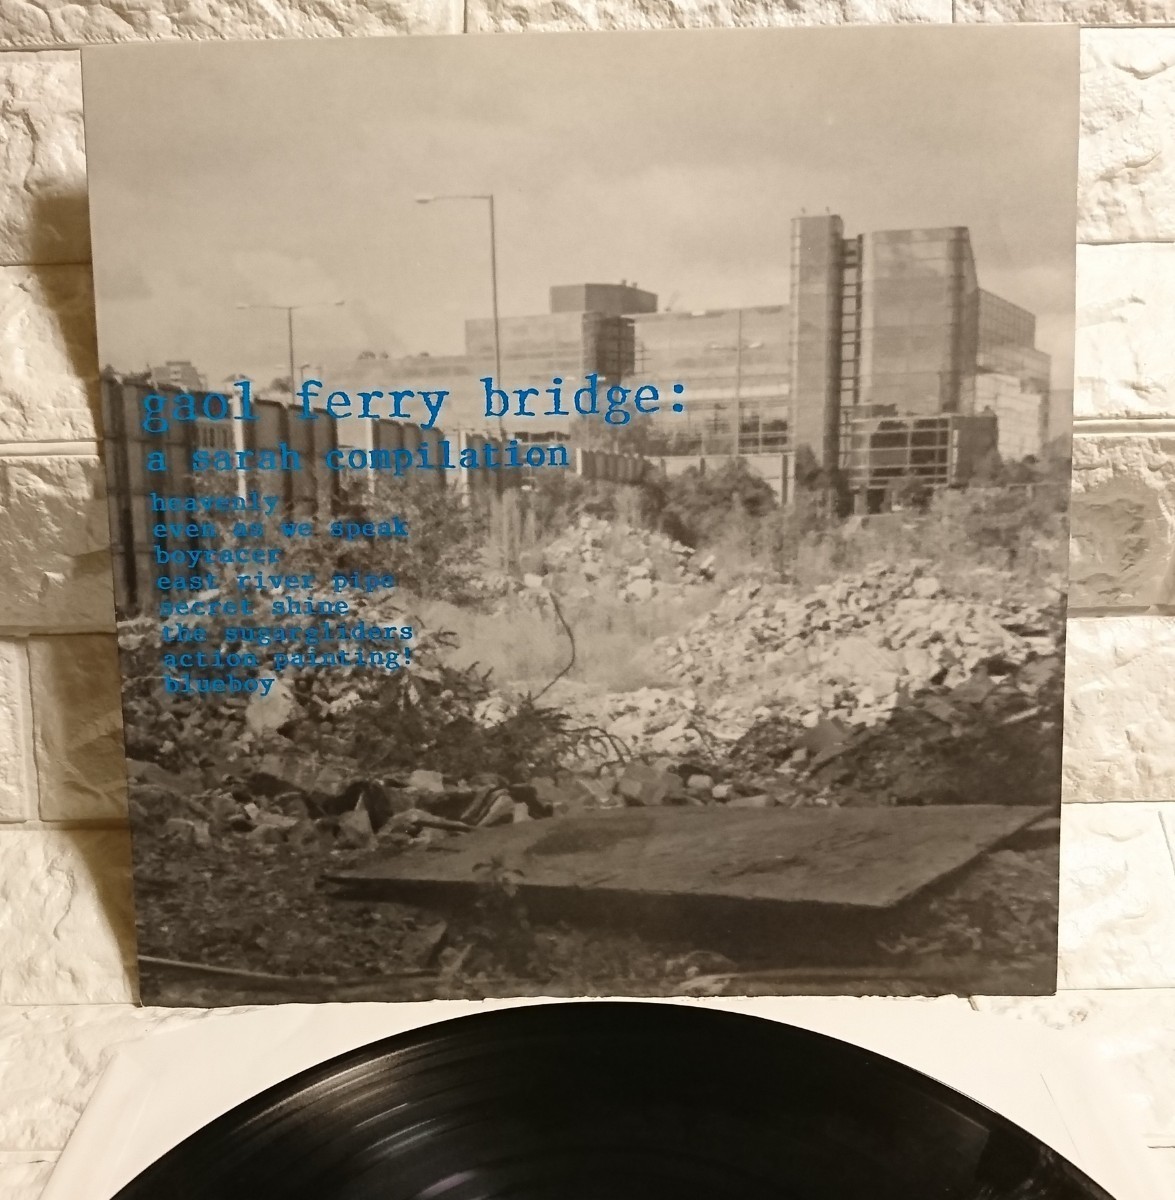 gaol ferry bridge:
a sarah compilation
heavenly
even as we speak
boyracer
east river pipe
secret shine
the sugargliders
action painting!
blueboy